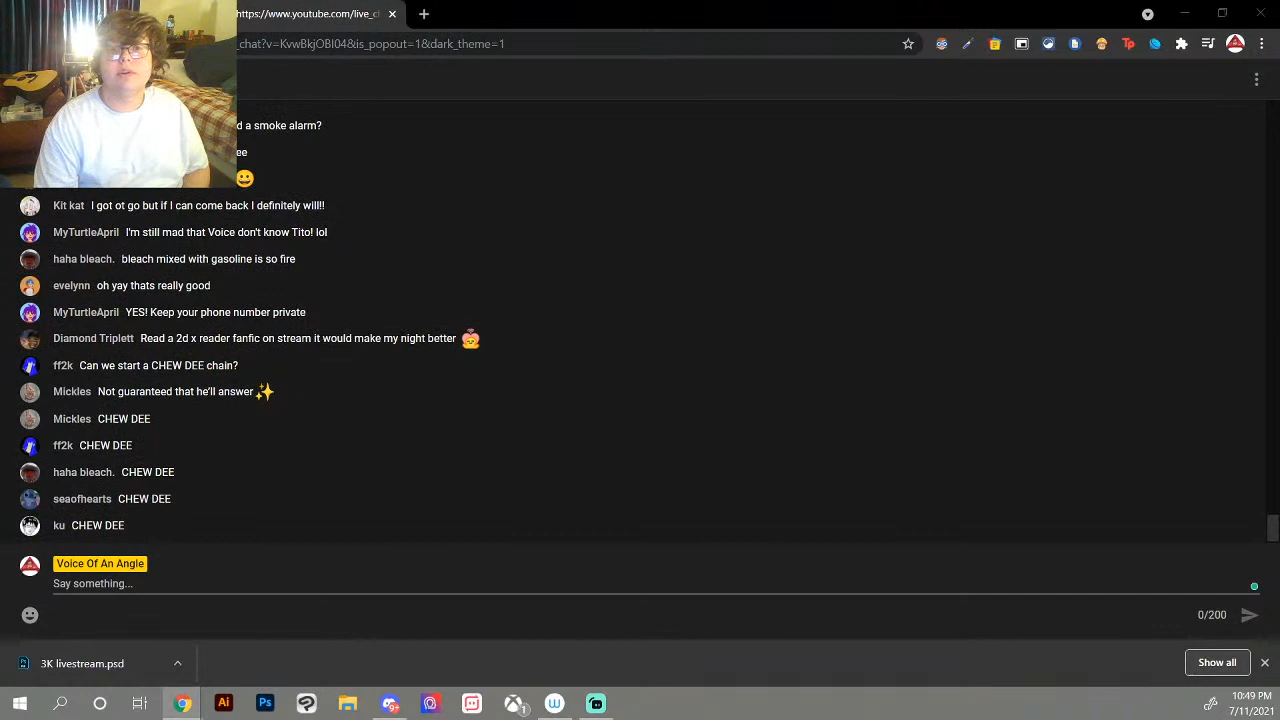 https://www.youtube.com/live_c
_chat?v=KvwBkjOBI04&is_popout=1&dark_theme=1
d a smoke alarm?
ee
Kit kat I got ot go but if I can come back I definitely will!!
MyTurtleApril I'm still mad that Voice don't know Tito! lol
haha bleach. bleach mixed with gasoline is so fire
evelynn oh yay thats really good
MyTurtleApril YES! Keep your phone number private
Diamond Triplett Read a 2d x reader fanfic on stream it would make my night better
ff2k Can we start a CHEW DEE chain?
Mickles Not guaranteed that he'll answer
Mickles CHEW DEE
ff2k CHEW DEE
haha bleach. CHEW DEE
seaofhearts CHEW DEE
ku CHEW DEE
Voice Of An Angle
Say something...
0/200
3K livestream.psd
Show all
Ai Ps
10:49 PM
7/11/2021